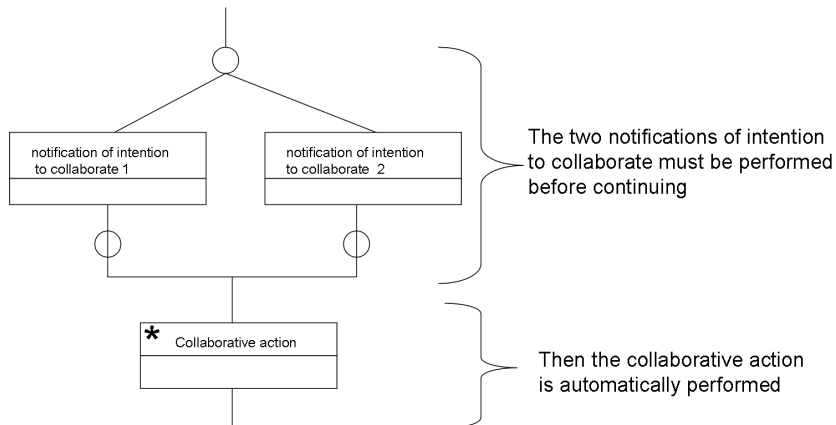 notification of intention
to collaborate 1
notification of intention
to collaborate 2
The two notifications of intention
to collaborate must be performed
before continuing
* Collaborative action
Then the collaborative action
is automatically performed